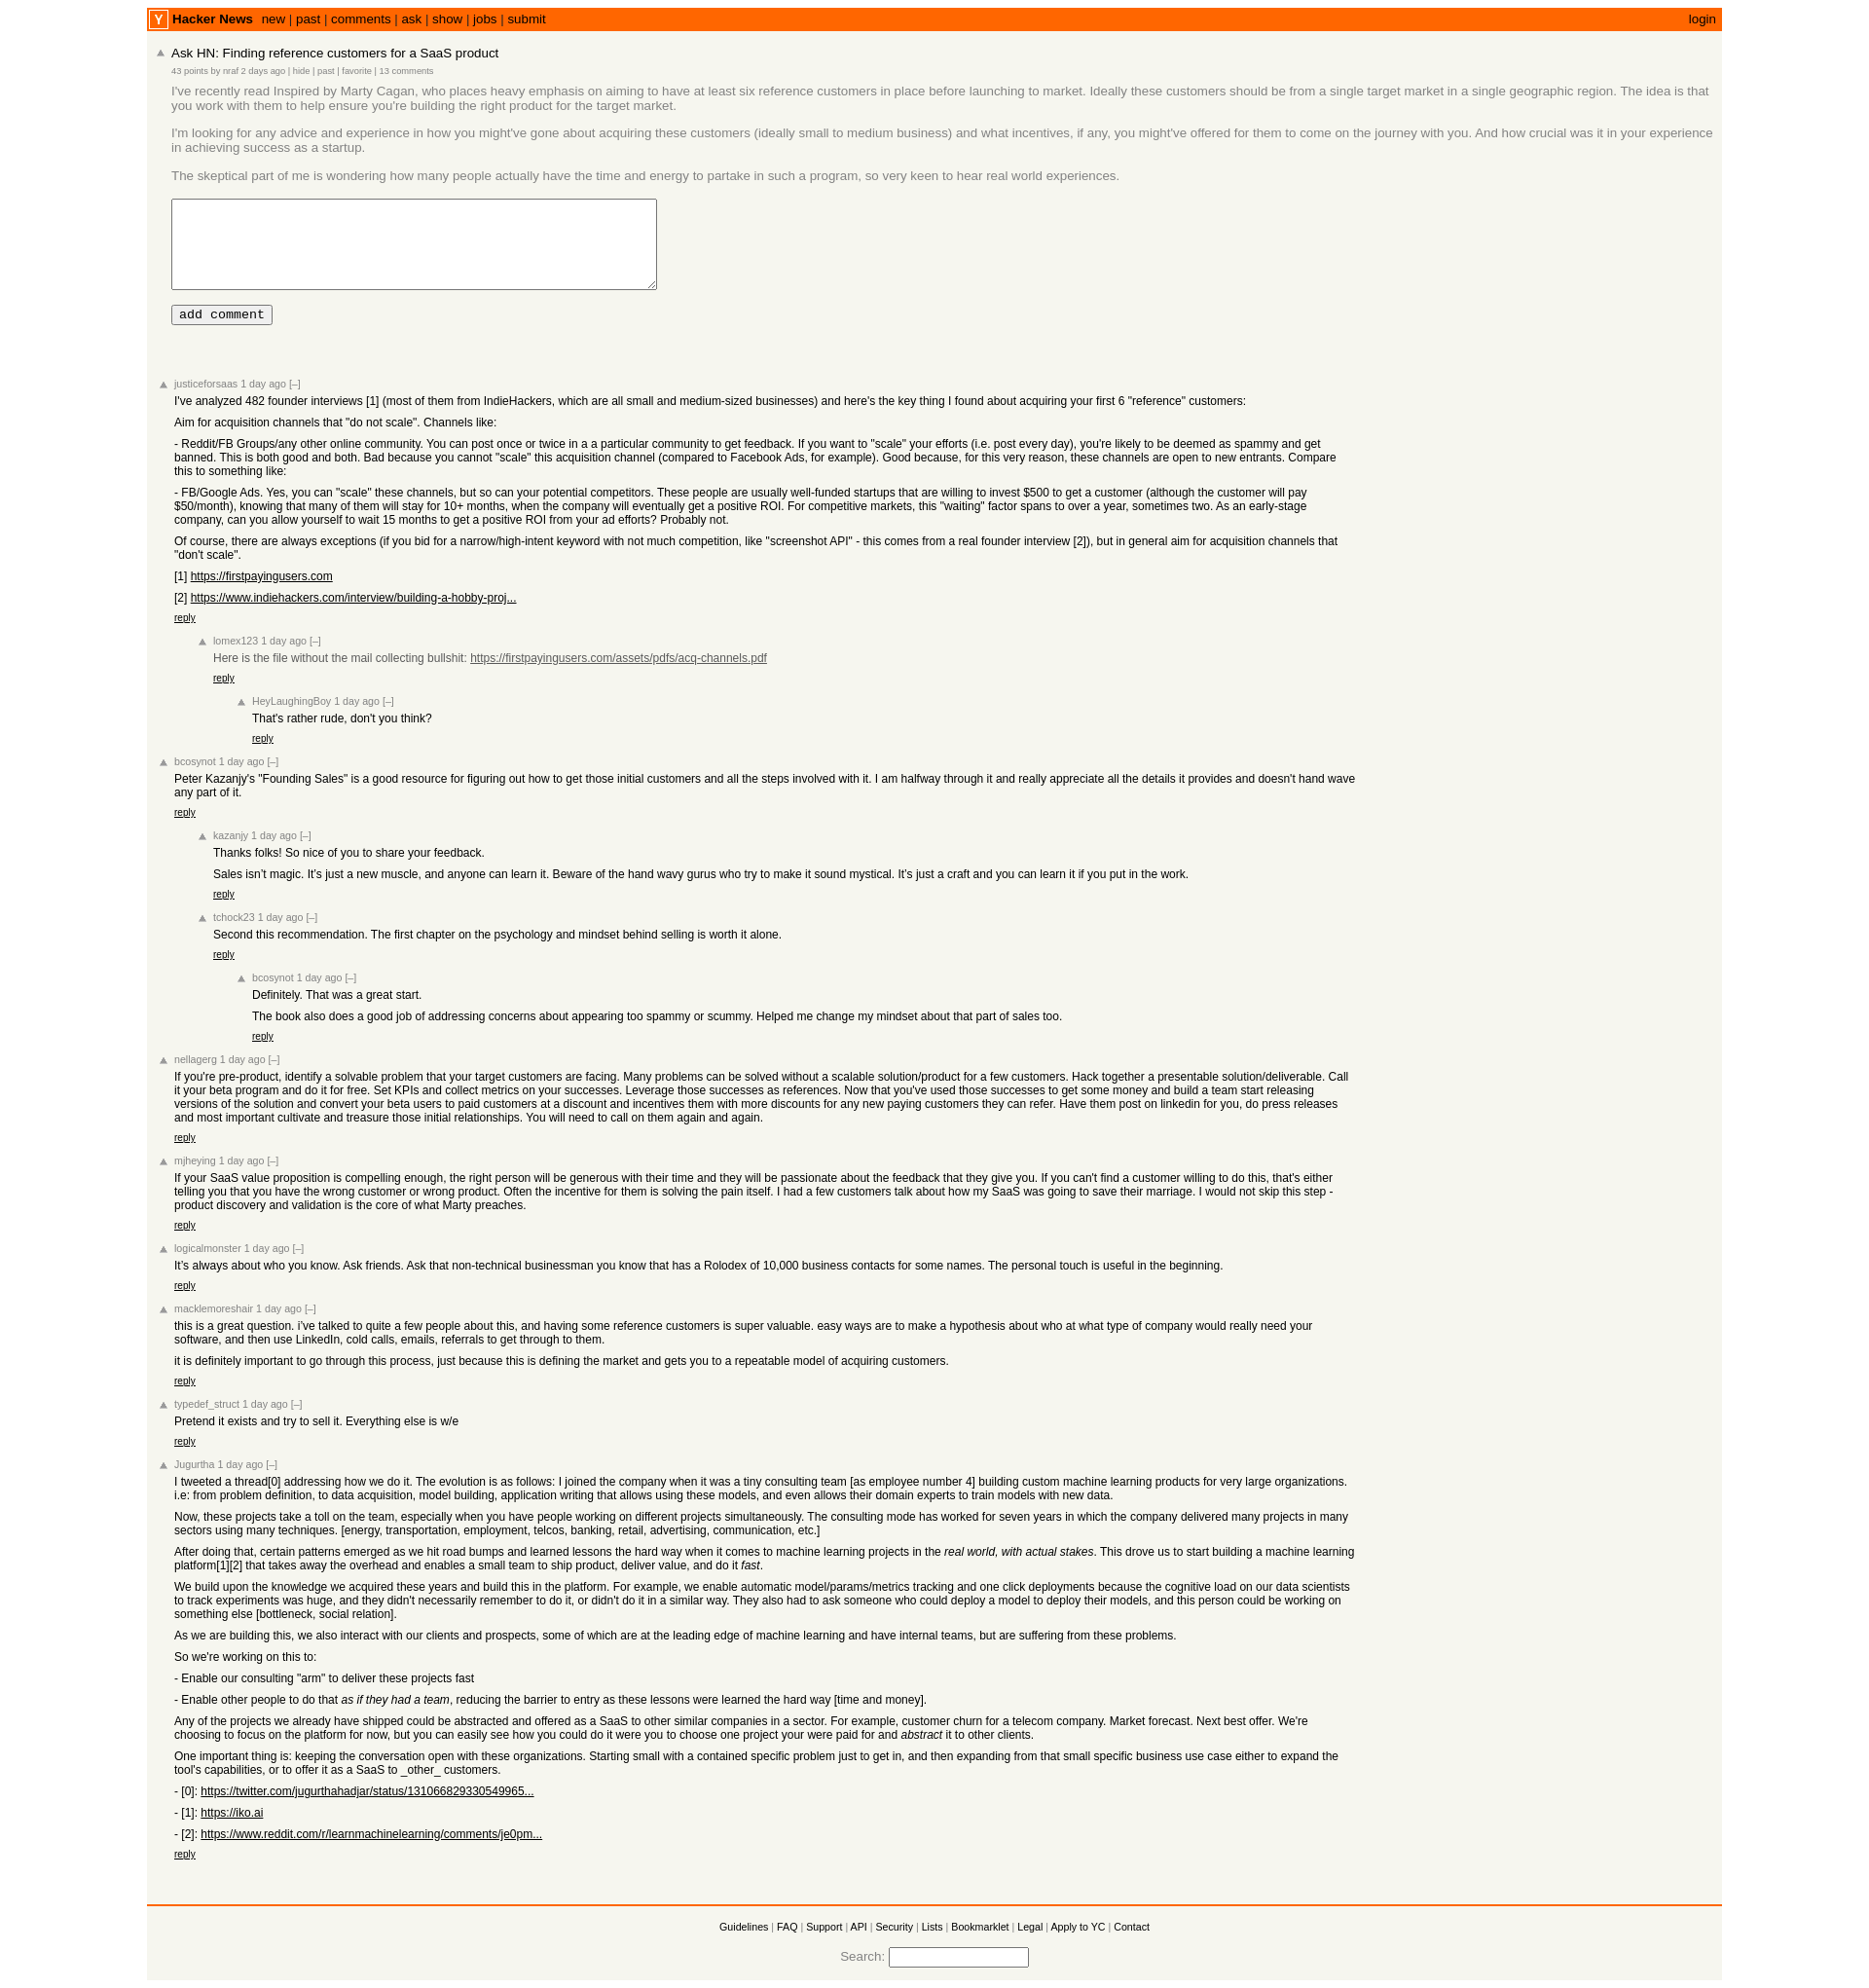 Y Hacker News new | past | comments | ask | show | jobs | submit login
Ask HN: Finding reference customers for a SaaS product
43 points by nraf 2 days ago | hide | past | favorite | 13 comments
I've recently read Inspired by Marty Cagan, who places heavy emphasis on aiming to have at least six reference customers in place before launching to market. Ideally these customers should be from a single target market in a single geographic region. The idea is that
you work with them to help ensure you're building the right product for the target market.
I'm looking for any advice and experience in how you might've gone about acquiring these customers (ideally small to medium business) and what incentives, if any, you might've offered for them to come on the journey with you. And how crucial was it in your experience
in achieving success as a startup.
The skeptical part of me is wondering how many people actually have the time and energy to partake in such a program, so very keen to hear real world experiences.
add comment
justiceforsaas 1 day ago [–]
I've analyzed 482 founder interviews [1] (most of them from IndieHackers, which are all small and medium-sized businesses) and here's the key thing I found about acquiring your first 6 "reference" customers:
Aim for acquisition channels that "do not scale". Channels like:
- Reddit/FB Groups/any other online community. You can post once or twice in a a particular community to get feedback. If you want to "scale" your efforts (i.e. post every day), you're likely to be deemed as spammy and get
banned. This is both good and both. Bad because you cannot "scale" this acquisition channel (compared to Facebook Ads, for example). Good because, for this very reason, these channels are open to new entrants. Compare
this to something like:
- FB/Google Ads. Yes, you can "scale" these channels, but so can your potential competitors. These people are usually well-funded startups that are willing to invest $500 to get a customer (although the customer will pay
$50/month), knowing that many of them will stay for 10+ months, when the company will eventually get a positive ROI. For competitive markets, this "waiting" factor spans to over a year, sometimes two. As an early-stage
company, can you allow yourself to wait 15 months to get a positive ROI from your ad efforts? Probably not.
Of course, there are always exceptions (if you bid for a narrow/high-intent keyword with not much competition, like "screenshot API" - this comes from a real founder interview [2]), but in general aim for acquisition channels that
"don't scale".
[1] https://firstpayingusers.com
[2] https://www.indiehackers.com/interview/building-a-hobby-proj...
reply
lomex123 1 day ago [–]
Here is the file without the mail collecting bullshit: https://firstpayingusers.com/assets/pdfs/acq-channels.pdf
reply
HeyLaughingBoy 1 day ago [–]
That's rather rude, don't you think?
reply
bcosynot 1 day ago [–]
Peter Kazanjy's "Founding Sales" is a good resource for figuring out how to get those initial customers and all the steps involved with it. I am halfway through it and really appreciate all the details it provides and doesn't hand wave
any part of it.
reply
kazanjy 1 day ago [–]
Thanks folks! So nice of you to share your feedback.
Sales isn’t magic. It’s just a new muscle, and anyone can learn it. Beware of the hand wavy gurus who try to make it sound mystical. It’s just a craft and you can learn it if you put in the work.
reply
tchock23 1 day ago [–]
Second this recommendation. The first chapter on the psychology and mindset behind selling is worth it alone.
reply
bcosynot 1 day ago [–]
Definitely. That was a great start.
The book also does a good job of addressing concerns about appearing too spammy or scummy. Helped me change my mindset about that part of sales too.
reply
nellagerg 1 day ago [–]
If you're pre-product, identify a solvable problem that your target customers are facing. Many problems can be solved without a scalable solution/product for a few customers. Hack together a presentable solution/deliverable. Call
it your beta program and do it for free. Set KPIs and collect metrics on your successes. Leverage those successes as references. Now that you've used those successes to get some money and build a team start releasing
versions of the solution and convert your beta users to paid customers at a discount and incentives them with more discounts for any new paying customers they can refer. Have them post on linkedin for you, do press releases
and most important cultivate and treasure those initial relationships. You will need to call on them again and again.
reply
mjheying 1 day ago [–]
If your SaaS value proposition is compelling enough, the right person will be generous with their time and they will be passionate about the feedback that they give you. If you can't find a customer willing to do this, that's either
telling you that you have the wrong customer or wrong product. Often the incentive for them is solving the pain itself. I had a few customers talk about how my SaaS was going to save their marriage. I would not skip this step -
product discovery and validation is the core of what Marty preaches.
reply
logicalmonster 1 day ago [–]
It’s always about who you know. Ask friends. Ask that non-technical businessman you know that has a Rolodex of 10,000 business contacts for some names. The personal touch is useful in the beginning.
reply
macklemoreshair 1 day ago [–]
this is a great question. i’ve talked to quite a few people about this, and having some reference customers is super valuable. easy ways are to make a hypothesis about who at what type of company would really need your
software, and then use LinkedIn, cold calls, emails, referrals to get through to them.
it is definitely important to go through this process, just because this is defining the market and gets you to a repeatable model of acquiring customers.
reply
typedef_struct 1 day ago [–]
Pretend it exists and try to sell it. Everything else is w/e
reply
Jugurtha 1 day ago [–]
I tweeted a thread[0] addressing how we do it. The evolution is as follows: I joined the company when it was a tiny consulting team [as employee number 4] building custom machine learning products for very large organizations.
i.e: from problem definition, to data acquisition, model building, application writing that allows using these models, and even allows their domain experts to train models with new data.
Now, these projects take a toll on the team, especially when you have people working on different projects simultaneously. The consulting mode has worked for seven years in which the company delivered many projects in many
sectors using many techniques. [energy, transportation, employment, telcos, banking, retail, advertising, communication, etc.]
After doing that, certain patterns emerged as we hit road bumps and learned lessons the hard way when it comes to machine learning projects in the real world, with actual stakes. This drove us to start building a machine learning
platform[1][2] that takes away the overhead and enables a small team to ship product, deliver value, and do it fast.
We build upon the knowledge we acquired these years and build this in the platform. For example, we enable automatic model/params/metrics tracking and one click deployments because the cognitive load on our data scientists
to track experiments was huge, and they didn't necessarily remember to do it, or didn't do it in a similar way. They also had to ask someone who could deploy a model to deploy their models, and this person could be working on
something else [bottleneck, social relation].
As we are building this, we also interact with our clients and prospects, some of which are at the leading edge of machine learning and have internal teams, but are suffering from these problems.
So we're working on this to:
- Enable our consulting "arm" to deliver these projects fast
- Enable other people to do that as if they had a team, reducing the barrier to entry as these lessons were learned the hard way [time and money].
Any of the projects we already have shipped could be abstracted and offered as a SaaS to other similar companies in a sector. For example, customer churn for a telecom company. Market forecast. Next best offer. We're
choosing to focus on the platform for now, but you can easily see how you could do it were you to choose one project your were paid for and abstract it to other clients.
One important thing is: keeping the conversation open with these organizations. Starting small with a contained specific problem just to get in, and then expanding from that small specific business use case either to expand the
tool's capabilities, or to offer it as a SaaS to _other_ customers.
- [0]: https://twitter.com/jugurthahadjar/status/131066829330549965...
- [1]: https://iko.ai
- [2]: https://www.reddit.com/r/learnmachinelearning/comments/je0pm...
reply
Guidelines | FAQ | Support | API | Security | Lists | Bookmarklet | Legal | Apply to YC | Contact
Search: